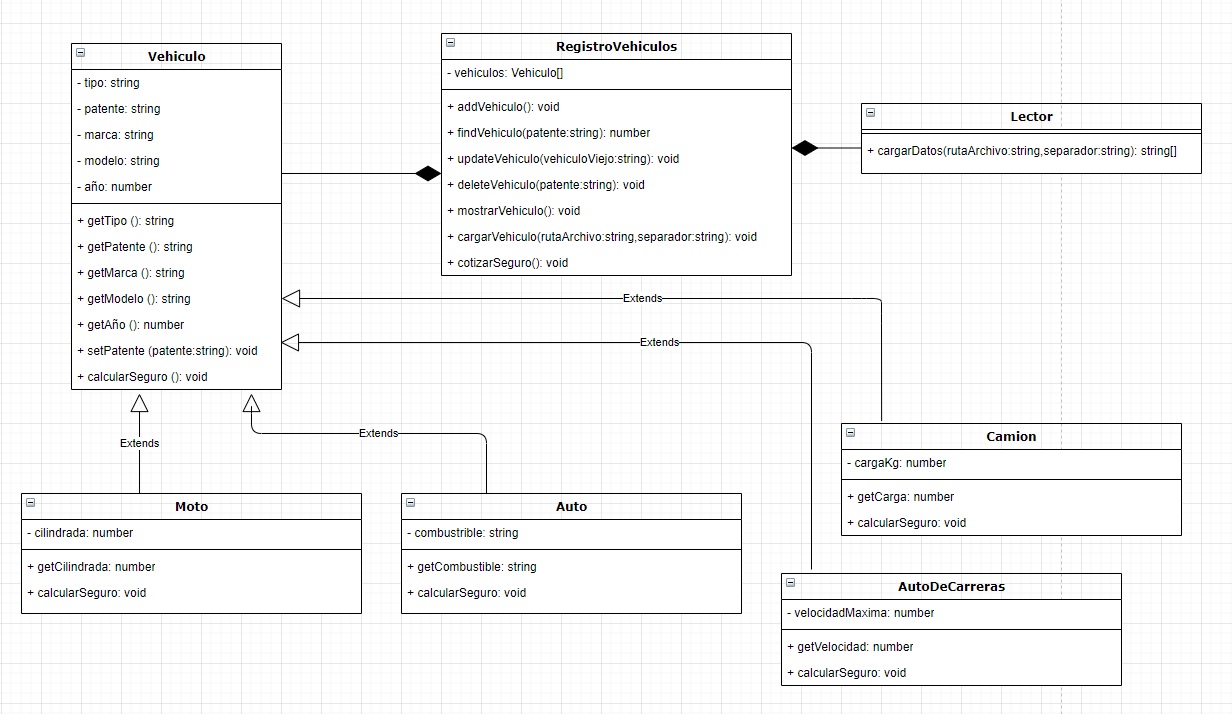 Vehiculo
- tipo: string
- patente: string
- marca: string
- modelo: string
- año: number
+ getTipo (): string
+ getPatente (): string
+ getMarca (): string
+ getModelo (): string
+ getAño (): number
+ setPatente (patente:string): void
+ calcularSeguro (): void
RegistroVehiculos
- vehiculos: Vehiculo[]
+ addVehiculo(): void
+ findVehiculo(patente:string): number
+ updateVehiculo(vehiculoViejo:string): void
+ deleteVehiculo(patente:string): void
+ mostrarVehiculo(): void
+ cargarVehiculo(rutaArchivo:string,separador:string): void
+ cotizarSeguro(): void
Lector
+ cargarDatos(rutaArchivo:string,separador:string): string[]
Extends
Extends
Extends
Extends
Moto
- cilindrada: number
+ getCilindrada: number
+ calcularSeguro: void
Auto
- combustrible: string
+ getCombustible: string
+ calcularSeguro: void
Camion
- cargaKg: number
+ getCarga: number
+ calcularSeguro: void
AutoDeCarreras
- velocidadMaxima: number
+ getVelocidad: number
+ calcularSeguro: void